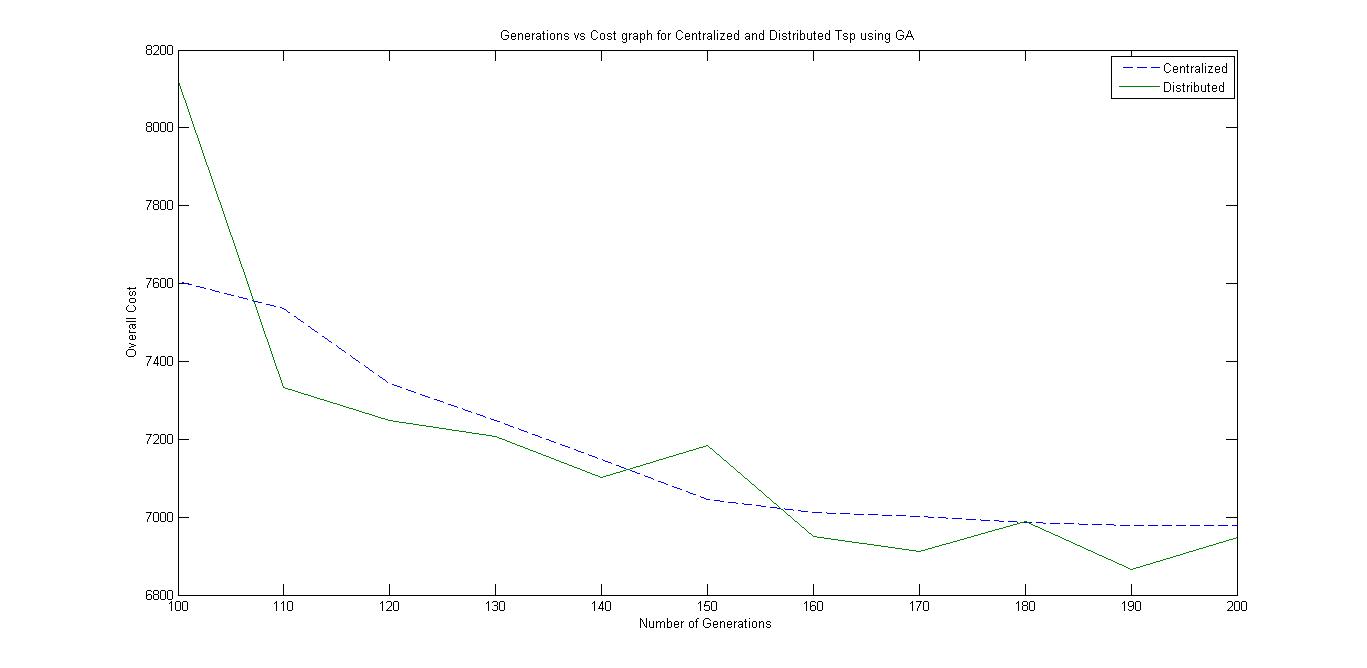 Generations vs Cost graph for Centralized and Distributed Tsp using GA
Centralized
Distributed
8200
8000
7800
7600
7400
7200
7000
6800
Overall Cost
100 110 120 130 140 150 160 170 180 190 200
Number of Generations